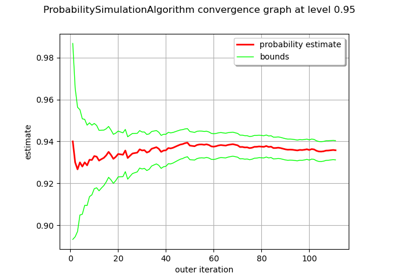 ProbabilitySimulationAlgorithm convergence graph at level 0.95
probability estimate
bounds
0.98
0.96
0.94
0.92
0.90
estimate
0 20 40 60 80 100
outer iteration